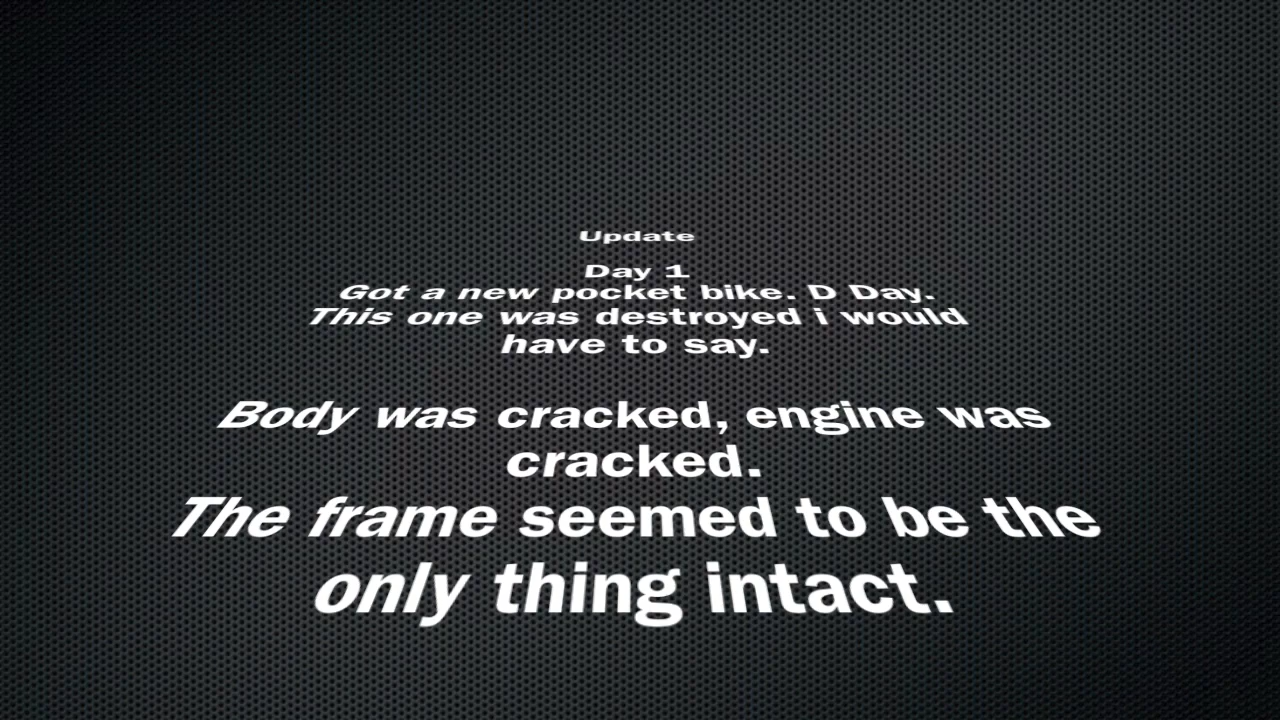 Update
Day 1
Got a new pocket bike. D Day.
This one was destroyed i would
have to say.
Body was cracked, engine was
cracked.
The frame seemed to be the
only thing intact.